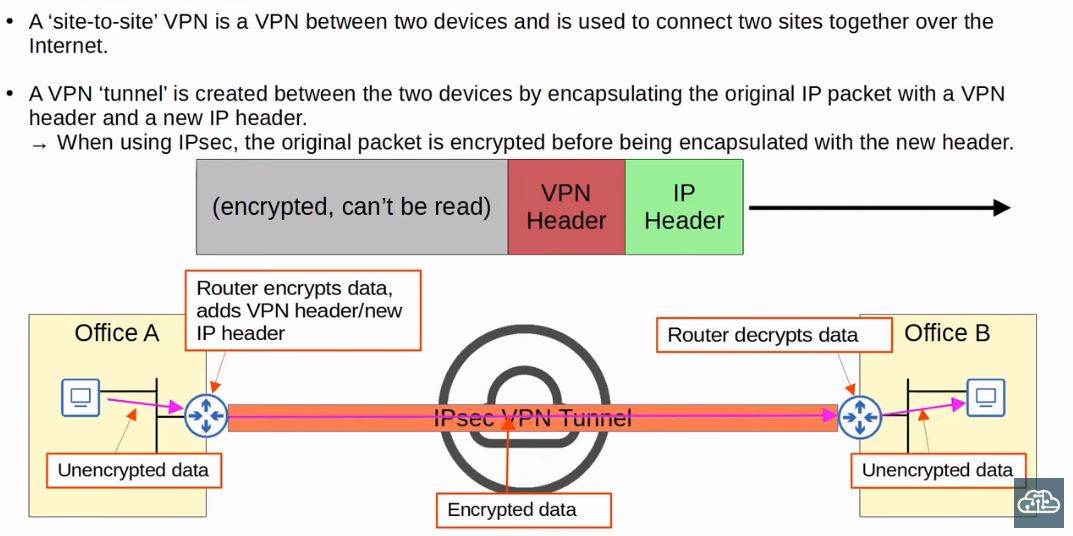 • A ‘site-to-site’ VPN is a VPN between two devices and is used to connect two sites together over the
Internet.
• A VPN ‘tunnel’ is created between the two devices by encapsulating the original IP packet with a VPN
header and a new IP header.
→ When using IPsec, the original packet is encrypted before being encapsulated with the new header.
(encrypted, can’t be read)
VPN
Header
IP
Header
Router encrypts data,
adds VPN header/new
IP header
Office A
Router decrypts data
Office B
IPsec VPN Tunnel
Unencrypted data
Unencrypted data
Encrypted data